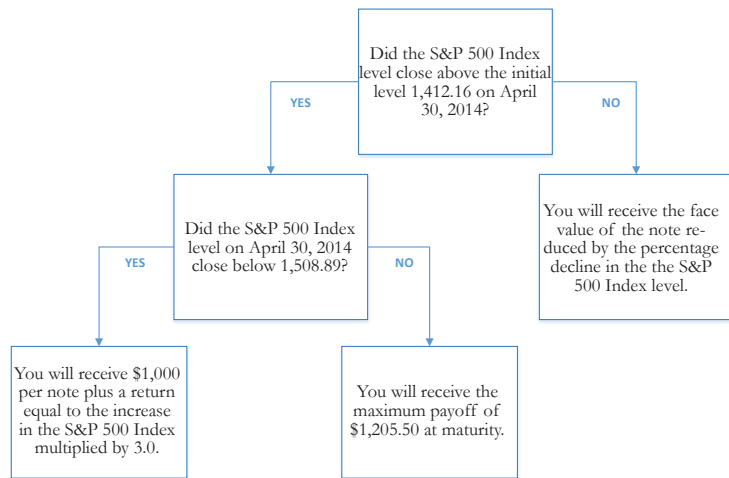 Did the S&P 500 Index
level close above the initial
level 1,412.16 on April
30, 2014?
YES
NO
Did the S&P 500 Index
level on April 30, 2014
close below 1,508.89?
You will receive the face
value of the note re-
duced by the percentage
decline in the the S&P
500 Index level.
YES
NO
You will receive $1,000
per note plus a return
equal to the increase
in the S&P 500 Index
multiplied by 3.0.
You will receive the
maximum payoff of
$1,205.50 at maturity.